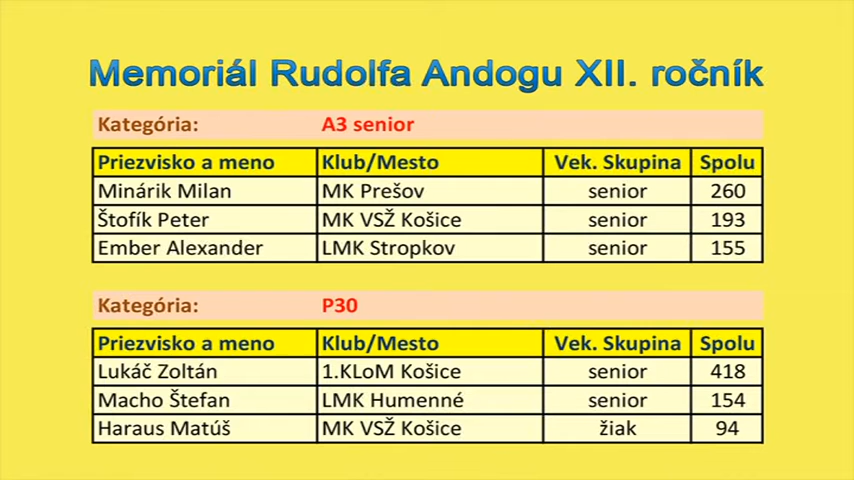 Memoriál Rudolfa Andogu XII. ročník
Kategória: A3 senior
Priezvisko a meno Klub/Mesto Vek. Skupina Spolu
Minárik Milan MK Prešov senior 260
Štofík Peter MK VSŽ Košice senior 193
Ember Alexander LMK Stropkov senior 155
Kategória: P30
Priezvisko a meno Klub/Mesto Vek. Skupina Spolu
Lukáč Zoltán 1.KLoM Košice senior 418
Macho Štefan LMK Humenné senior 154
Haraus Matúš MK VSŽ Košice žiak 94